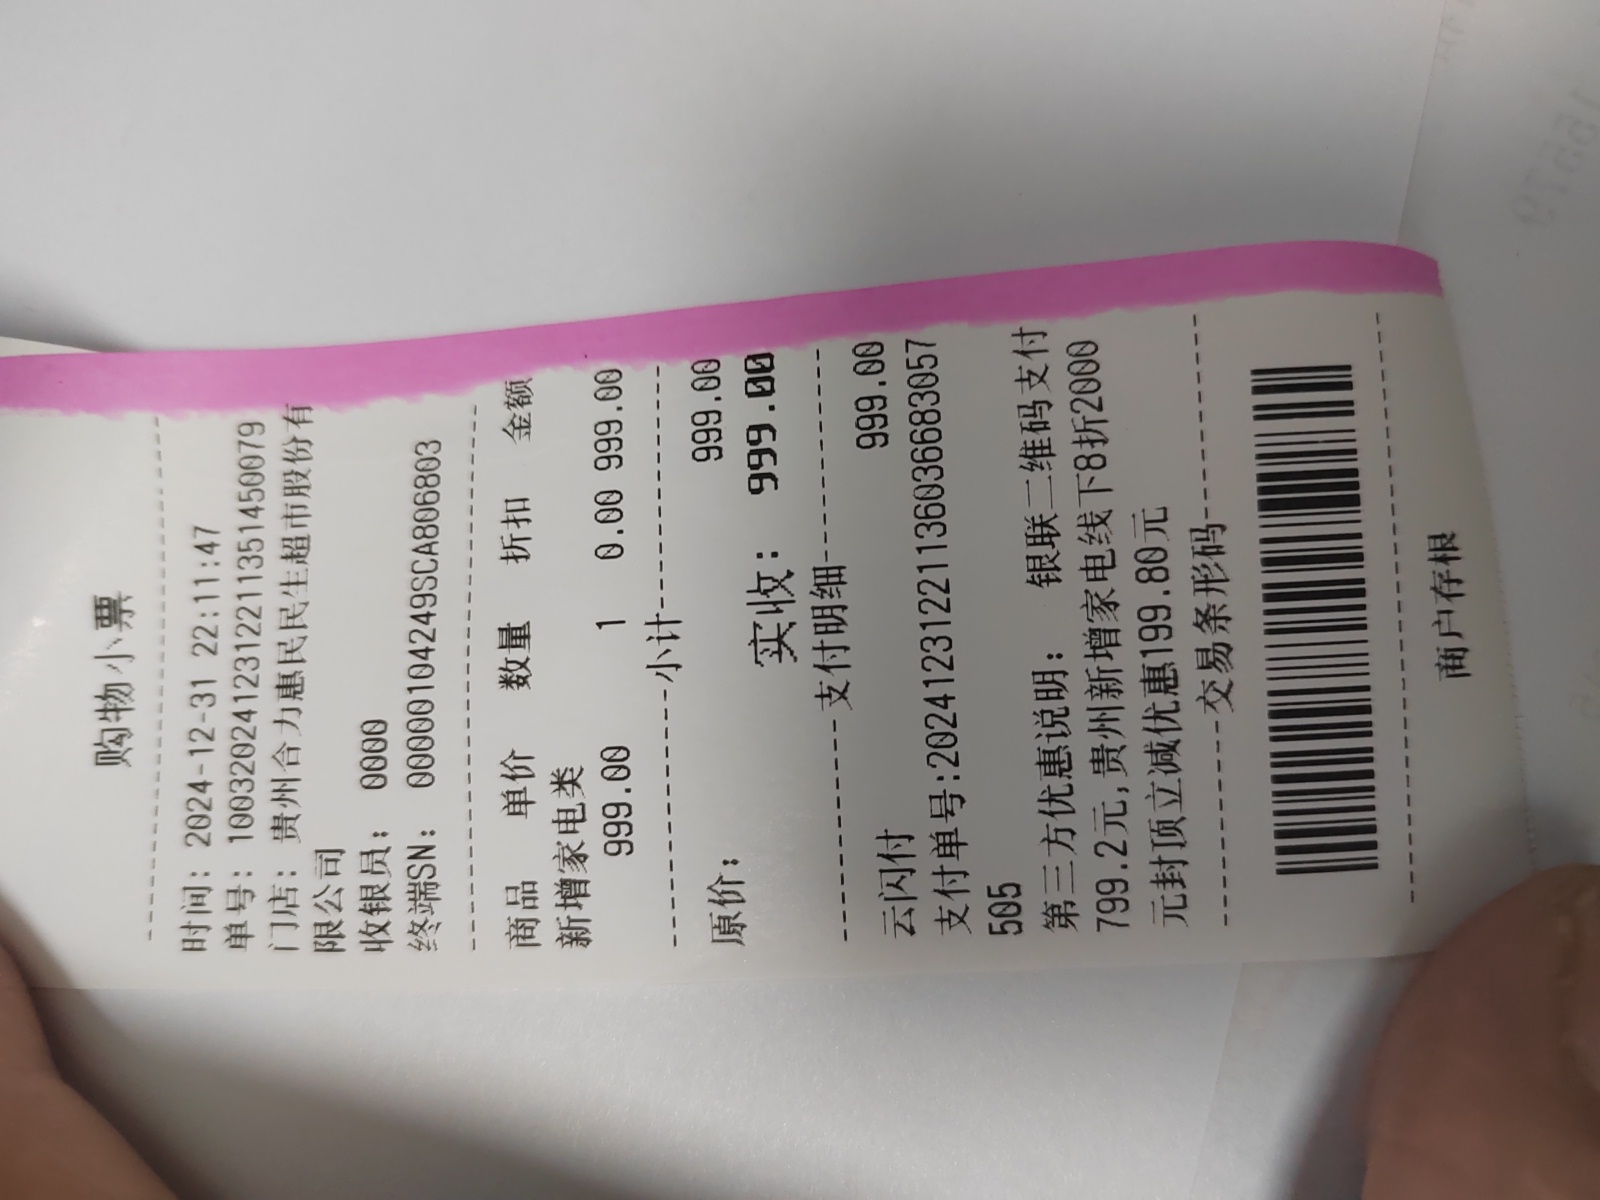 购物小票
时间: 2024-12-31 22:11:47
单号: 10032024123122113514500​79
门店: 贵州合力惠民民生超市股份有
限公司
收银员: 0000
终端SN: 00000104249SCA806803
商品 单价 数量 折扣 金额
新增家电类
999.00 1 0.00 999.00
小计
原价: 999.00
实收: 999.00
支付明细
云闪付 999.00
支付单号:20241231221136036683057
505
第三方优惠说明: 银联二维码支付
799.2元,贵州新增家电线下8折2000
元封顶立减优惠199.80元
交易条形码
商户存根